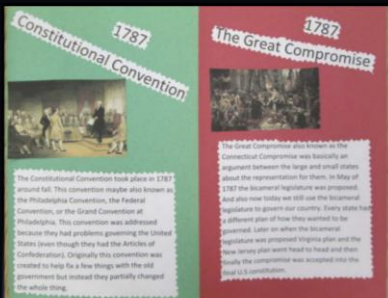 1787
Constitutional Convention
The Constitutional Convention took place in 1787
around fall. This convention maybe also known as
the Philadelphia Convention, the Federal
Convention, or the Grand Convention at
Philadelphia. This convention was addressed
because they had problems governing the United
States (even though they had the Articles of
Confederation). Originally this convention was
created to help fix a few things with the old
government but instead they partially changed
the whole thing.
1787
The Great Compromise
The Great Compromise also known as the
Connecticut Compromise was basically an
argument between the large and small states
about the representation for them. In May of
1787 the bicameral legislature was proposed.
And also now today we still use the bicameral
legislature to govern our country. Every state had
a different plan of how they wanted to be
governed. Later on when the bicameral
legislature was proposed Virginia plan and the
New Jersey plan went head to head and then
finally the compromise was accepted into the
final U.S constitution.